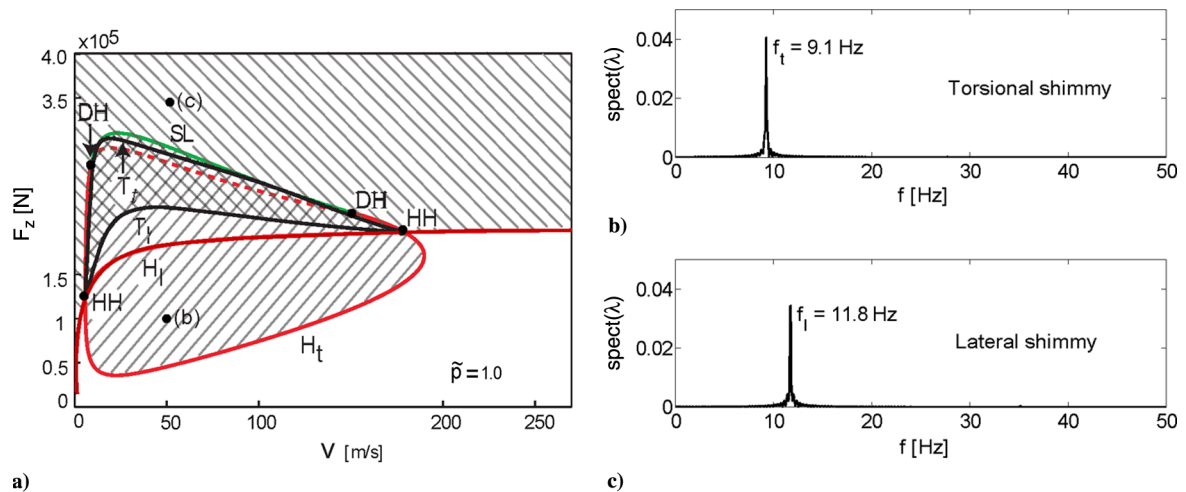 x10⁵
4.0
3.5
1.5
1
0.5
0
F_z [N]
DH
(c)
SL
T_t
DH
HH
T_l
H_l
HH
(b)
H_t
p̃ = 1.0
0
50
100
150
200
250
V [m/s]
a)
spect(λ)
0.04
0.02
0
f_t = 9.1 Hz
Torsional shimmy
0 10 20 30 40 50
f [Hz]
b)
spect(λ)
0.04
0.02
0
f_l = 11.8 Hz
Lateral shimmy
0 10 20 30 40 50
f [Hz]
c)